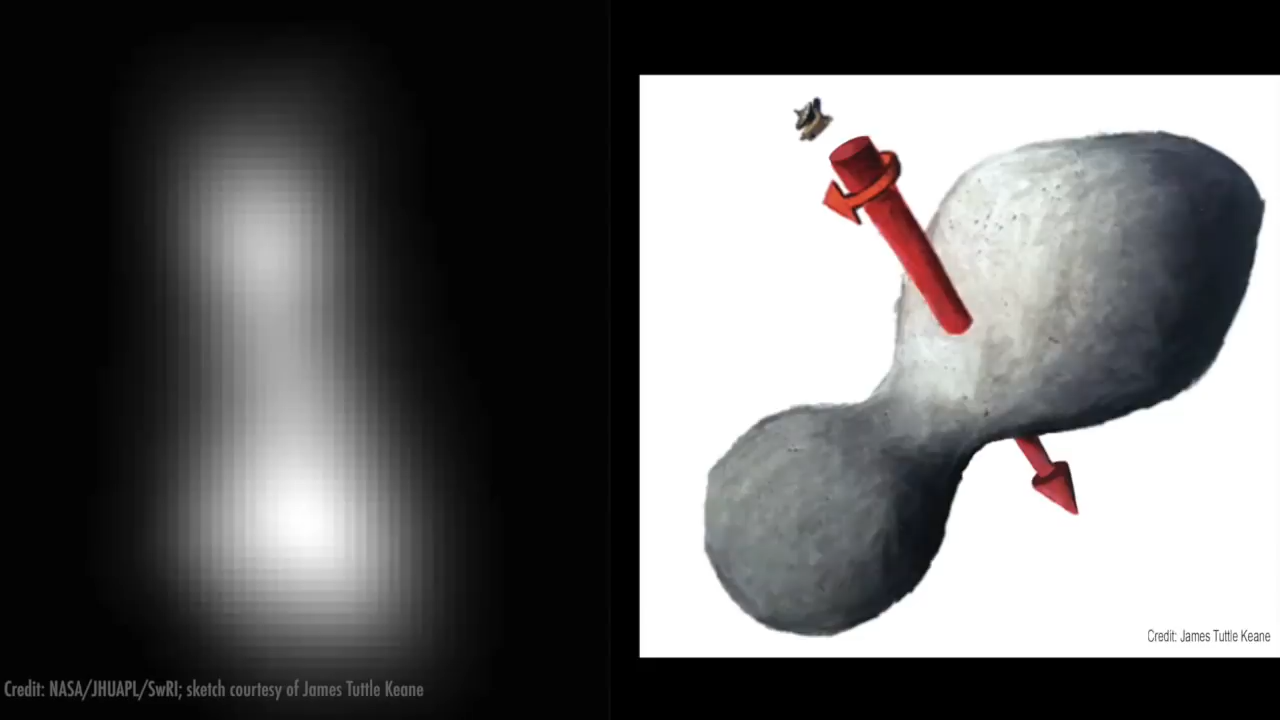 Credit: James Tuttle Keane
Credit: NASA/JHUAPL/SwRI; sketch courtesy of James Tuttle Keane